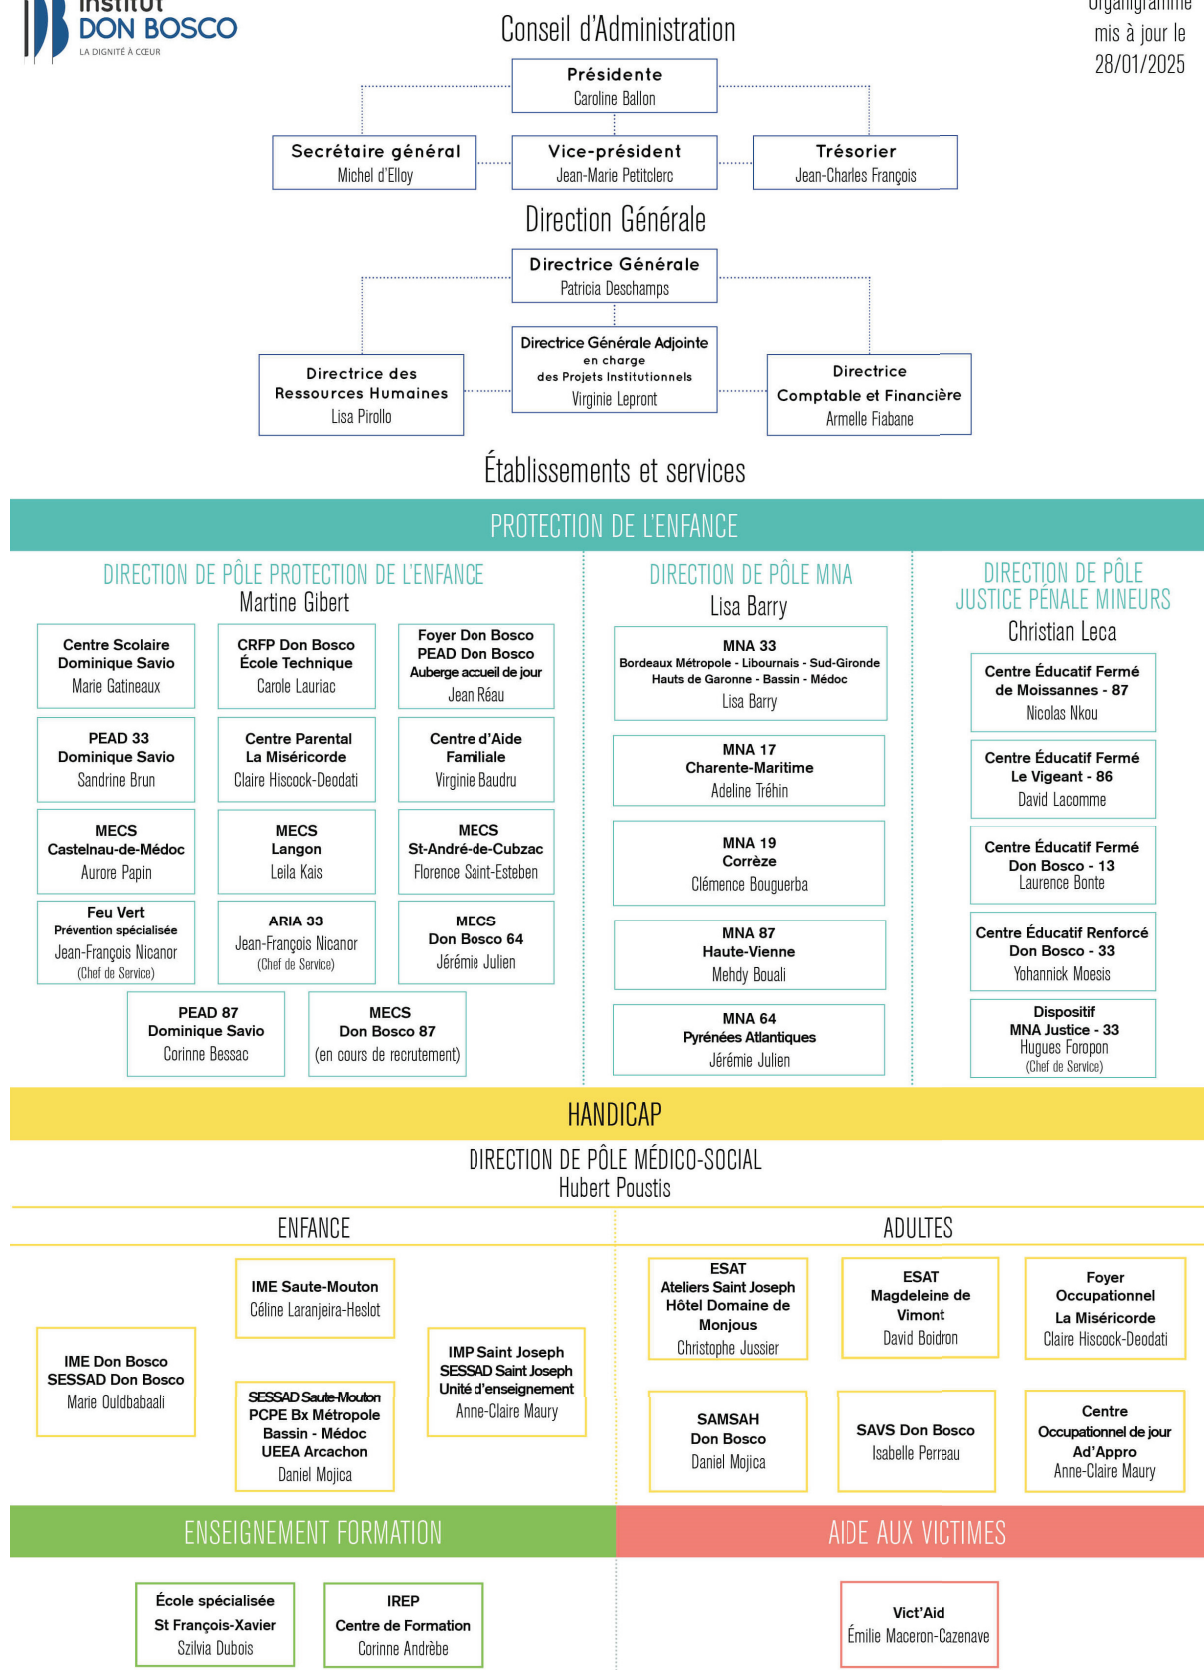 Institut
DON BOSCO
LA DIGNITÉ À CŒUR
Organigramme
mis à jour le
28/01/2025
Conseil d'Administration
Présidente
Caroline Ballon
Secrétaire général
Michel d'Elloy
Vice-président
Jean-Marie Petitclerc
Trésorier
Jean-Charles François
Direction Générale
Directrice Générale
Patricia Deschamps
Directrice des
Ressources Humaines
Lisa Pirollo
Directrice Générale Adjointe
en charge
des Projets Institutionnels
Virginie Lepront
Directrice
Comptable et Financière
Armelle Fiabane
Établissements et services
PROTECTION DE L'ENFANCE
DIRECTION DE PÔLE PROTECTION DE L'ENFANCE
Martine Gibert
Centre Scolaire
Dominique Savio
Marie Gatineaux
CRFP Don Bosco
École Technique
Carole Lauriac
Foyer Don Bosco
PEAD Don Bosco
Auberge accueil de jour
Jean Réau
PEAD 33
Dominique Savio
Sandrine Brun
Centre Parental
La Miséricorde
Claire Hiscock-Deodati
Centre d'Aide
Familiale
Virginie Baudru
MECS
Castelnau-de-Médoc
Aurore Papin
MECS
Langon
Leila Kais
MECS
St-André-de-Cubzac
Florence Saint-Esteben
Feu Vert
Prévention spécialisée
Jean-François Nicanor
(Chef de Service)
ARIA 33
Jean-François Nicanor
(Chef de Service)
MECS
Don Bosco 64
Jérémie Julien
PEAD 87
Dominique Savio
Corinne Bessac
MECS
Don Bosco 87
(en cours de recrutement)
DIRECTION DE PÔLE MNA
Lisa Barry
MNA 33
Bordeaux Métropole - Libournais - Sud-Gironde
Hauts de Garonne - Bassin - Médoc
Lisa Barry
MNA 17
Charente-Maritime
Adeline Tréhin
MNA 19
Corrèze
Clémence Bouguerba
MNA 87
Haute-Vienne
Mehdy Bouali
MNA 64
Pyrénées Atlantiques
Jérémie Julien
DIRECTION DE PÔLE
JUSTICE PÉNALE MINEURS
Christian Leca
Centre Éducatif Fermé
de Moissannes - 87
Nicolas Nkou
Centre Éducatif Fermé
Le Vigeant - 86
David Lacomme
Centre Éducatif Fermé
Don Bosco - 13
Laurence Bonte
Centre Éducatif Renforcé
Don Bosco - 33
Yohannick Moesis
Dispositif
MNA Justice - 33
Hugues Foropon
(Chef de Service)
HANDICAP
DIRECTION DE PÔLE MÉDICO-SOCIAL
Hubert Poustis
ENFANCE
IME Saute-Mouton
Céline Laranjeira-Heslot
IME Don Bosco
SESSAD Don Bosco
Marie Ouldbabaali
IMP Saint Joseph
SESSAD Saint Joseph
Unité d'enseignement
Anne-Claire Maury
SESSAD Saute-Mouton
PCPE Bx Métropole
Bassin - Médoc
UEEA Arcachon
Daniel Mojica
ADULTES
ESAT
Ateliers Saint Joseph
Hôtel Domaine de
Monjous
Christophe Jussier
ESAT
Magdeleine de
Vimont
David Boidron
Foyer
Occupationnel
La Miséricorde
Claire Hiscock-Deodati
SAMSAH
Don Bosco
Daniel Mojica
SAVS Don Bosco
Isabelle Perreau
Centre
Occupationnel de jour
Ad'Appro
Anne-Claire Maury
ENSEIGNEMENT FORMATION
École spécialisée
St François-Xavier
Szilvia Dubois
IREP
Centre de Formation
Corinne Andrèbe
AIDE AUX VICTIMES
Vict'Aid
Émilie Maceron-Cazenave